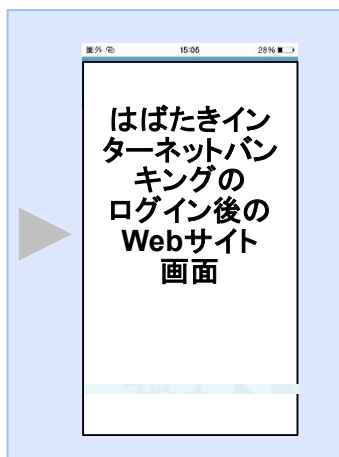 圏外 15:05 28%
はばたきイン
ターネットバン
キングの
ログイン後の
Webサイト
画面